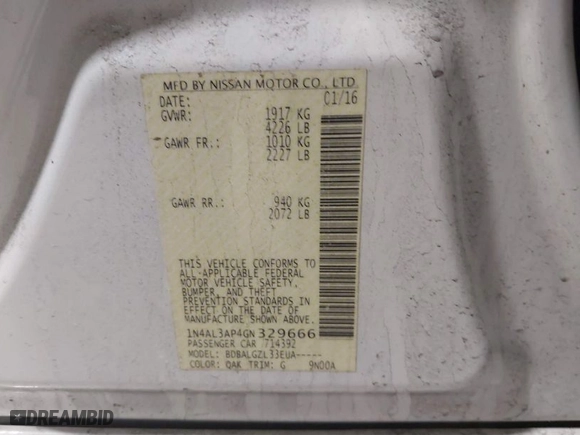 MFD BY NISSAN MOTOR CO., LTD.
DATE: 01/16
GVWR: 1917 KG
4226 LB
GAWR FR.: 1010 KG
2227 LB
GAWR RR.: 940 KG
2072 LB
THIS VEHICLE CONFORMS TO
ALL APPLICABLE FEDERAL
MOTOR VEHICLE SAFETY,
BUMPER, AND THEFT
PREVENTION STANDARDS IN
EFFECT ON THE DATE OF
MANUFACTURE SHOWN ABOVE.
1N4AL3AP4GN329666
PASSENGER CAR 714392
MODEL: BDBALGZL33EUA-----
COLOR: QAK TRIM: G 9N00A
DREAMBID